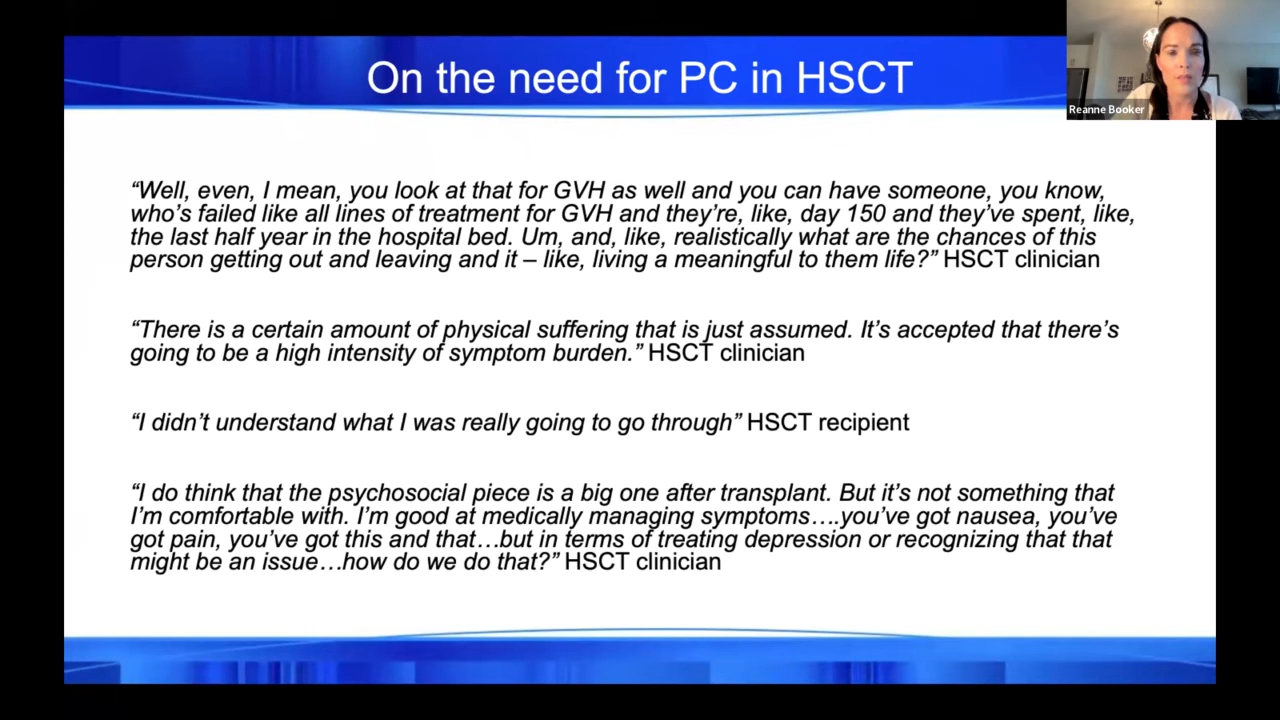 On the need for PC in HSCT
Reanne Booker
“Well, even, I mean, you look at that for GVH as well and you can have someone, you know,
who’s failed like all lines of treatment for GVH and they’re, like, day 150 and they’ve spent, like,
the last half year in the hospital bed. Um, and, like, realistically what are the chances of this
person getting out and leaving and it – like, living a meaningful to them life?” HSCT clinician
“There is a certain amount of physical suffering that is just assumed. It’s accepted that there’s
going to be a high intensity of symptom burden.” HSCT clinician
“I didn’t understand what I was really going to go through” HSCT recipient
“I do think that the psychosocial piece is a big one after transplant. But it’s not something that
I’m comfortable with. I’m good at medically managing symptoms….you’ve got nausea, you’ve
got pain, you’ve got this and that…but in terms of treating depression or recognizing that that
might be an issue…how do we do that?” HSCT clinician